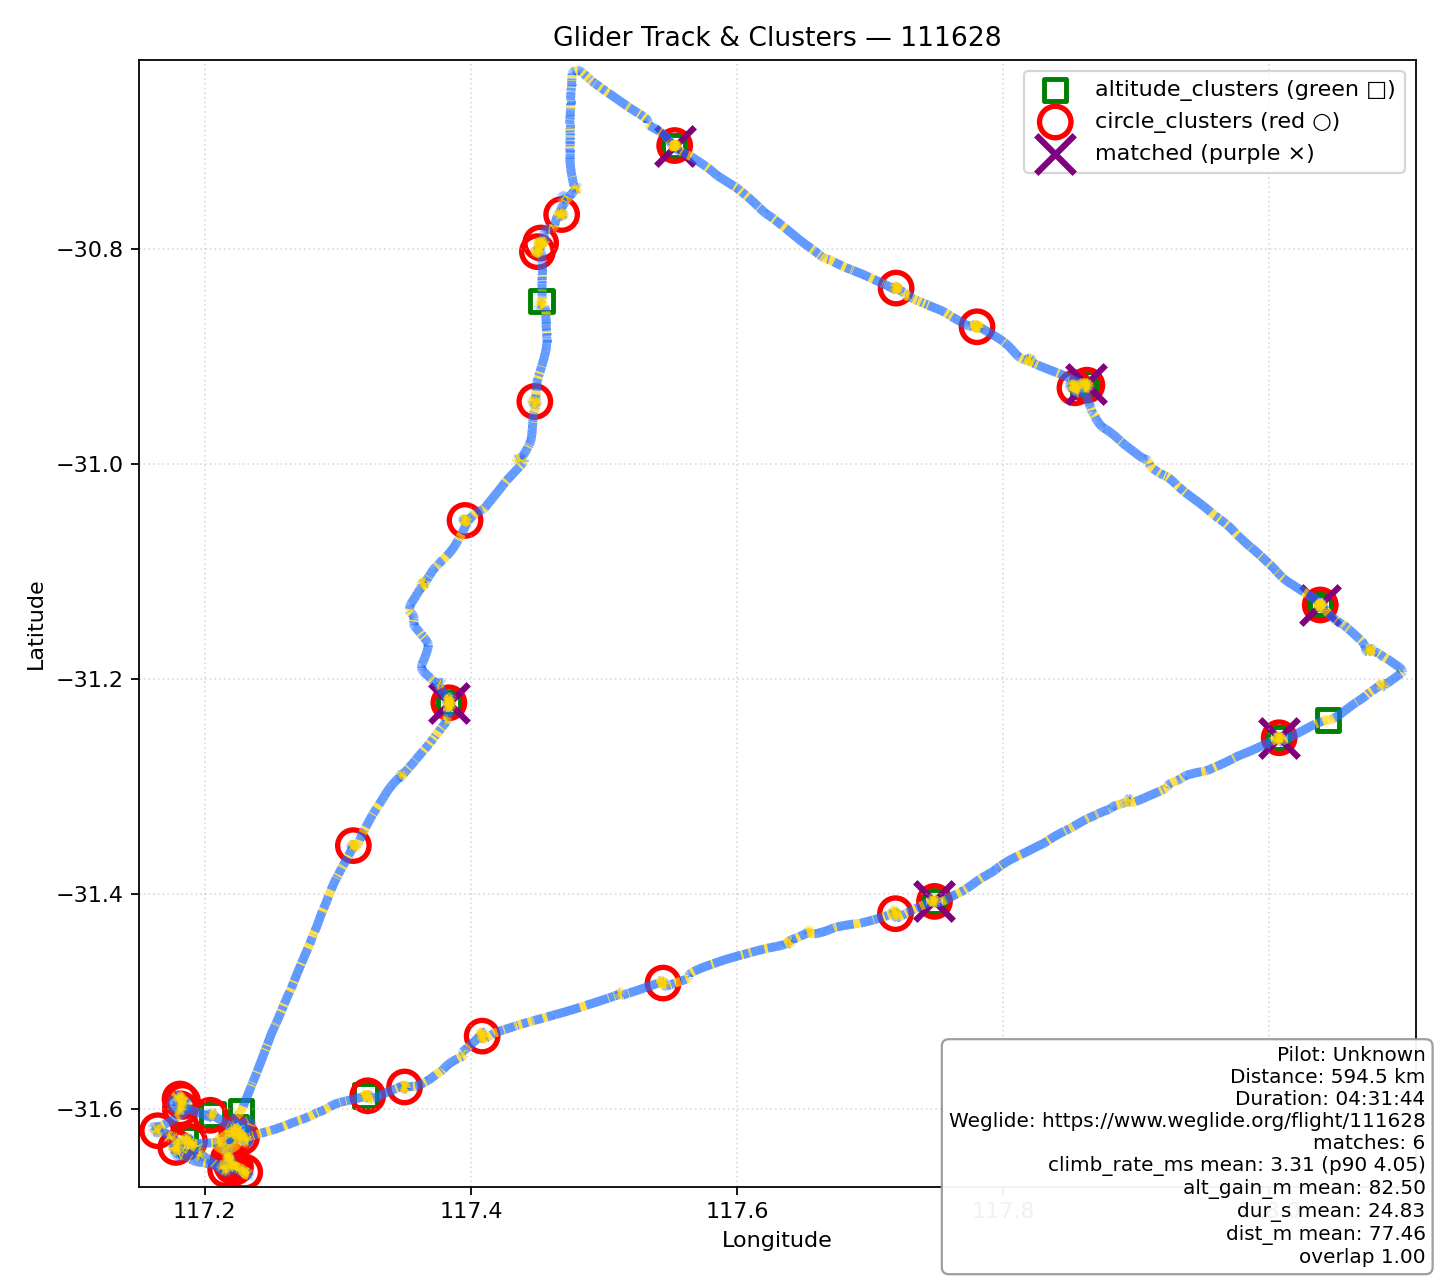 Glider Track & Clusters — 111628
altitude_clusters (green □)
circle_clusters (red ○)
matched (purple ×)
−30.8
−31.0
−31.2
−31.4
−31.6
Latitude
117.2
117.4
117.6
117.8
Longitude
Pilot: Unknown
Distance: 594.5 km
Duration: 04:31:44
Weglide: https://www.weglide.org/flight/111628
matches: 6
climb_rate_ms mean: 3.31 (p90 4.05)
alt_gain_m mean: 82.50
dur_s mean: 24.83
dist_m mean: 77.46
overlap 1.00